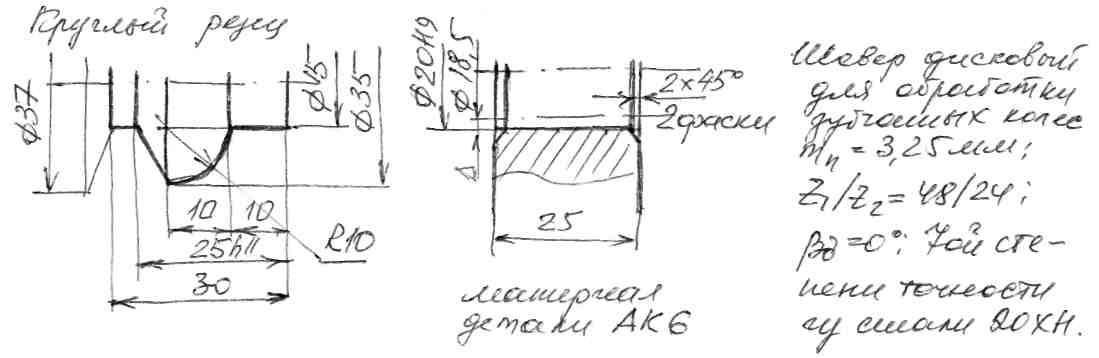 Круглый резец
ø37
ø15
ø35
10
10
R10
25h11
30
ø20H9
ø18,5
2×45°
2фаски
Δ
25
материал
детали АК6
Шевер дисковый
для обработки
зубчатых колес
mn = 3,25мм;
Z1/Z2 = 48/24;
βд=0°; 7ой сте-
пени точности
из стали 20ХН.